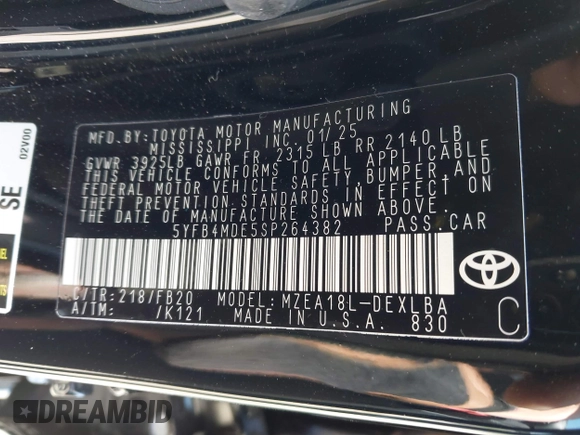 MFD.BY:TOYOTA MOTOR MANUFACTURING
MISSISSIPPI INC. 01/25
GVWR 3925LB GAWR FR. 2315 LB RR 2140 LB
THIS VEHICLE CONFORMS TO ALL APPLICABLE
FEDERAL MOTOR VEHICLE SAFETY, BUMPER,AND
THEFT PREVENTION STANDARDS IN EFFECT ON
THE DATE OF MANUFACTURE SHOWN ABOVE.
5YFB4MDE5SP264382 PASS.CAR
C/TR:218/FB20 MODEL:MZEA18L-DEXLBA
A/TM: /K121 MADE IN U.S.A. 830
C
02V00
SE
DREAMBID